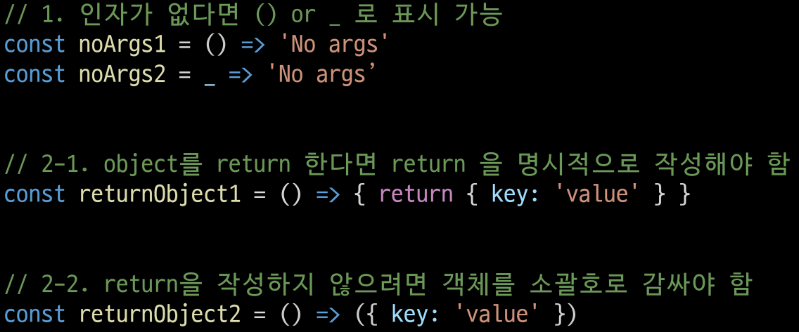 // 1. 인자가 없다면 () or _ 로 표시 가능
const noArgs1 = () => 'No args'
const noArgs2 = _ => 'No args’
// 2-1. object를 return 한다면 return 을 명시적으로 작성해야 함
const returnObject1 = () => { return { key: 'value' } }
// 2-2. return을 작성하지 않으려면 객체를 소괄호로 감싸야 함
const returnObject2 = () => ({ key: 'value' })